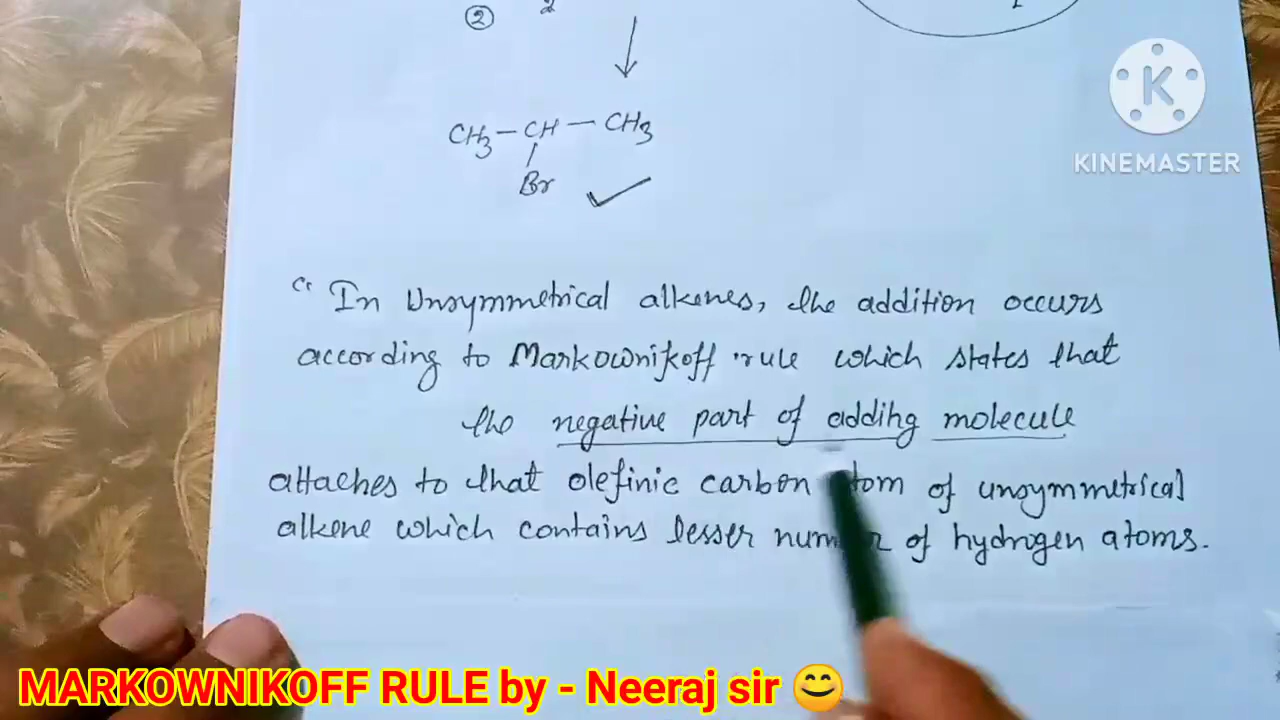 ②
2
CH3 – CH – CH3
Br
K
KINEMASTER
" In Unsymmetrical alkenes, the addition occurs
according to Markownikoff rule which states that
the negative part of adding molecule
attaches to that olefinic carbon atom of unsymmetrical
alkene which contains lesser number of hydrogen atoms.
MARKOWNIKOFF RULE by - Neeraj sir 😊